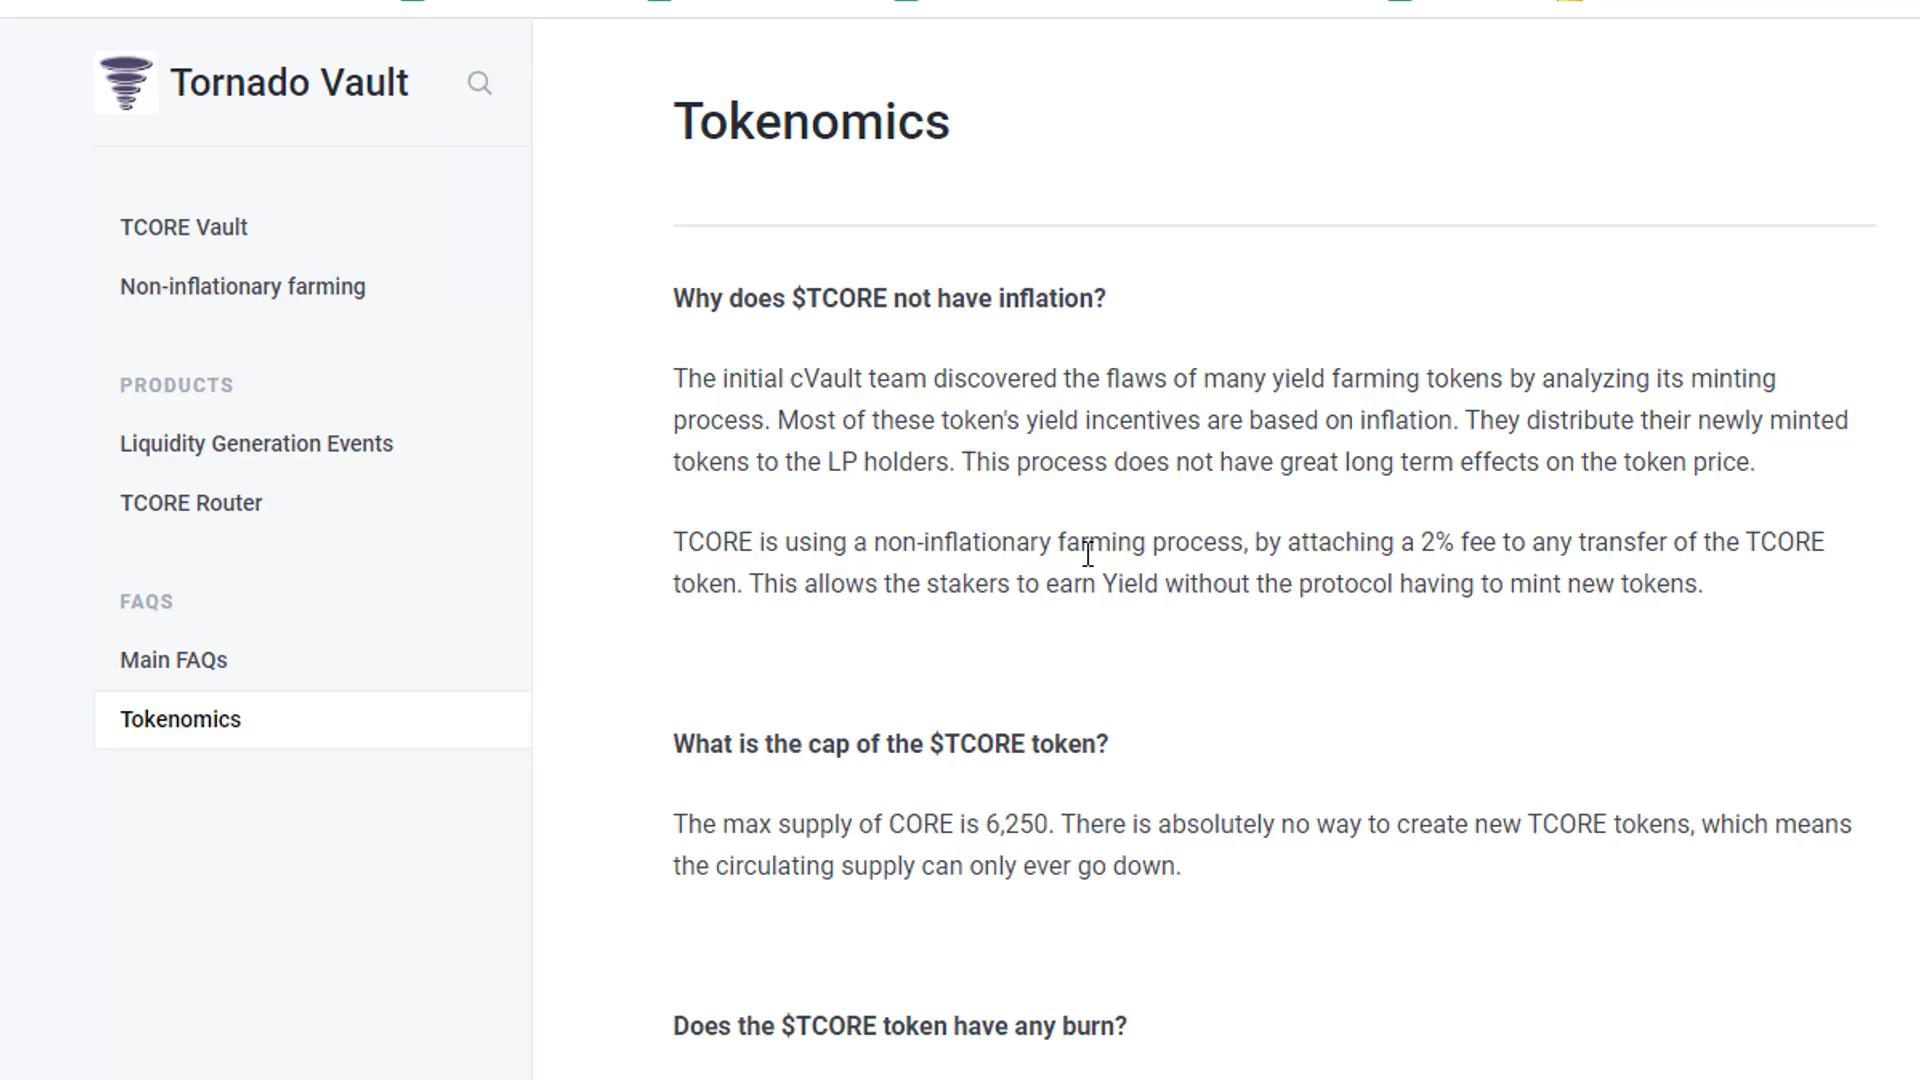 Tornado Vault
TCORE Vault
Non-inflationary farming
PRODUCTS
Liquidity Generation Events
TCORE Router
FAQS
Main FAQs
Tokenomics
Tokenomics
Why does $TCORE not have inflation?
The initial cVault team discovered the flaws of many yield farming tokens by analyzing its minting
process. Most of these token's yield incentives are based on inflation. They distribute their newly minted
tokens to the LP holders. This process does not have great long term effects on the token price.
TCORE is using a non-inflationary farming process, by attaching a 2% fee to any transfer of the TCORE
token. This allows the stakers to earn Yield without the protocol having to mint new tokens.
What is the cap of the $TCORE token?
The max supply of CORE is 6,250. There is absolutely no way to create new TCORE tokens, which means
the circulating supply can only ever go down.
Does the $TCORE token have any burn?